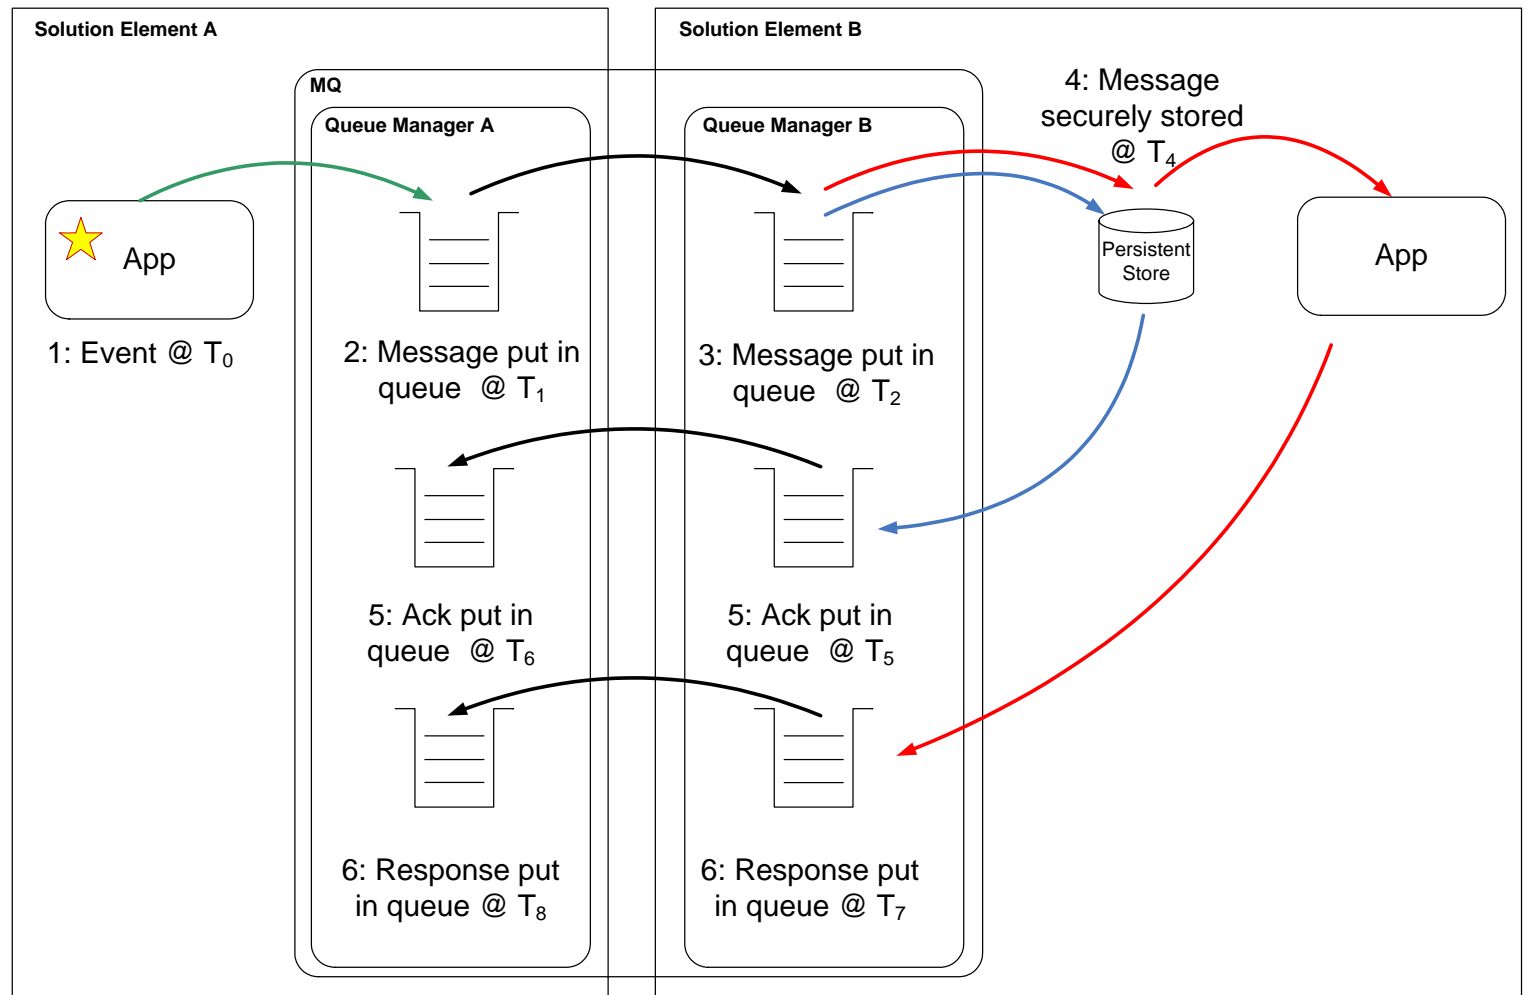 Solution Element A
Solution Element B
MQ
Queue Manager A
Queue Manager B
4: Message
securely stored
@ T₄
App
Persistent
Store
App
1: Event @ T₀
2: Message put in
queue @ T₁
3: Message put in
queue @ T₂
5: Ack put in
queue @ T₆
5: Ack put in
queue @ T₅
6: Response put
in queue @ T₈
6: Response put
in queue @ T₇